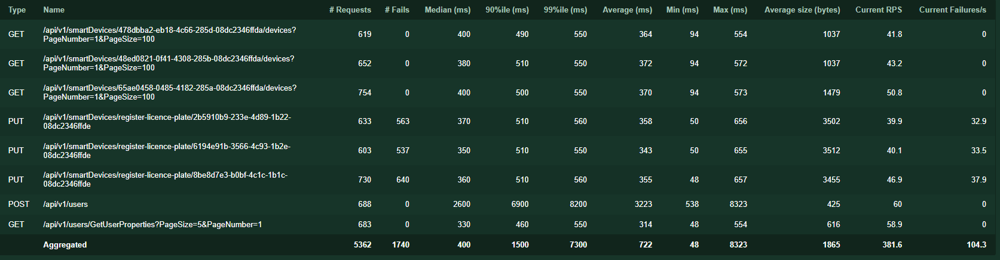 Type Name # Requests # Fails Median (ms) 90%ile (ms) 99%ile (ms) Average (ms) Min (ms) Max (ms) Average size (bytes) Current RPS Current Failures/s
GET /api/v1/smartDevices/478dbba2-eb18-4c66-285d-08dc2346ffda/devices?
PageNumber=1&PageSize=100 619 0 400 490 550 364 94 554 1037 41.8 0
GET /api/v1/smartDevices/48ed0821-0f41-4308-285b-08dc2346ffda/devices?
PageNumber=1&PageSize=100 652 0 380 510 550 372 94 572 1037 43.2 0
GET /api/v1/smartDevices/65ae0458-0485-4182-285a-08dc2346ffda/devices?
PageNumber=1&PageSize=100 754 0 400 500 550 370 94 573 1479 50.8 0
PUT /api/v1/smartDevices/register-licence-plate/2b5910b9-233e-4d89-1b22-
08dc2346ffde 633 563 370 510 560 358 50 656 3502 39.9 32.9
PUT /api/v1/smartDevices/register-licence-plate/6194e91b-3566-4c93-1b2e-
08dc2346ffde 603 537 350 510 550 343 50 655 3512 40.1 33.5
PUT /api/v1/smartDevices/register-licence-plate/8be8d7e3-b0bf-4c1c-1b1c-
08dc2346ffde 730 640 360 510 560 355 48 657 3455 46.9 37.9
POST /api/v1/users 688 0 2600 6900 8200 3223 538 8323 425 60 0
GET /api/v1/users/GetUserProperties?PageSize=5&PageNumber=1 683 0 330 460 550 314 48 554 616 58.9 0
Aggregated 5362 1740 400 1500 7300 722 48 8323 1865 381.6 104.3